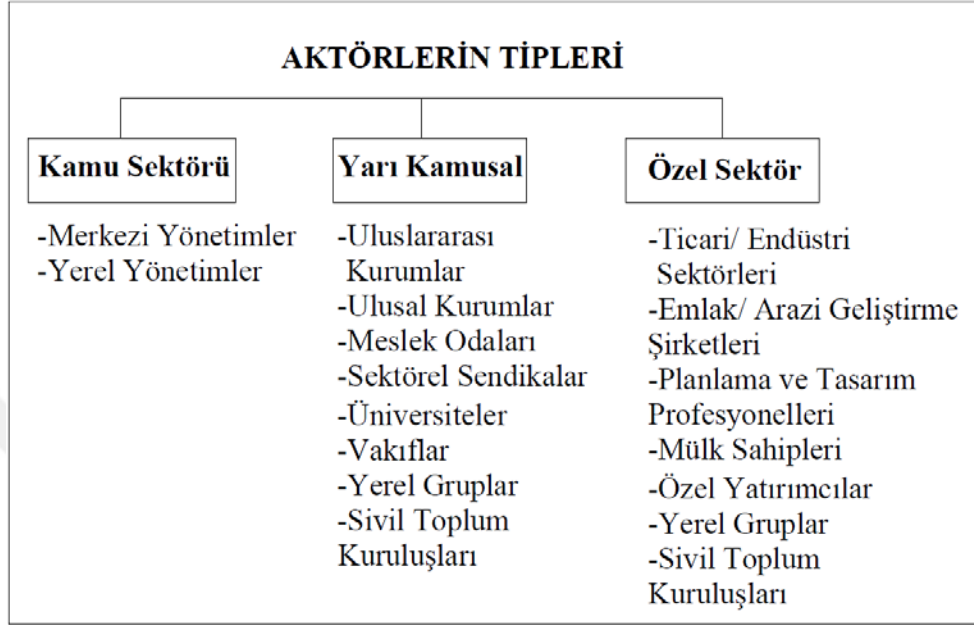 AKTÖRLERİN TİPLERİ
Kamu Sektörü
-Merkezi Yönetimler
-Yerel Yönetimler
Yarı Kamusal
-Uluslararası
Kurumlar
-Ulusal Kurumlar
-Meslek Odaları
-Sektörel Sendikalar
-Üniversiteler
-Vakıflar
-Yerel Gruplar
-Sivil Toplum
Kuruluşları
Özel Sektör
-Ticari/ Endüstri
Sektörleri
-Emlak/ Arazi Geliştirme
Şirketleri
-Planlama ve Tasarım
Profesyonelleri
-Mülk Sahipleri
-Özel Yatırımcılar
-Yerel Gruplar
-Sivil Toplum
Kuruluşları